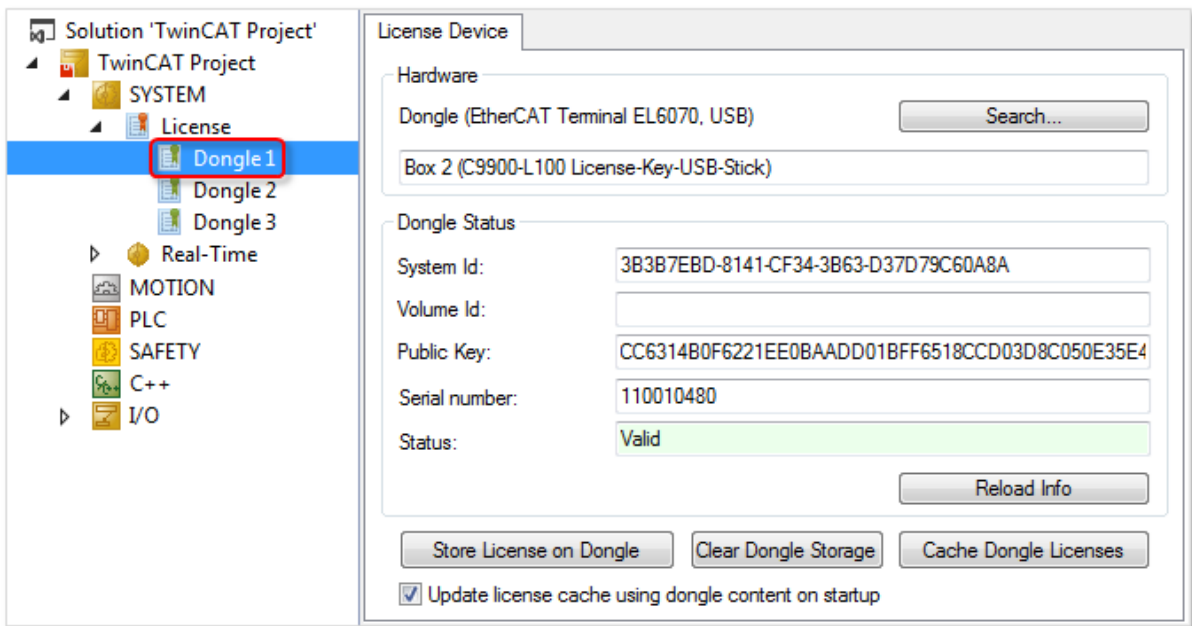 Solution 'TwinCAT Project'
TwinCAT Project
SYSTEM
License
Dongle 1
Dongle 2
Dongle 3
Real-Time
MOTION
PLC
SAFETY
C++
I/O
License Device
Hardware
Dongle (EtherCAT Terminal EL6070, USB)
Search...
Box 2 (C9900-L100 License-Key-USB-Stick)
Dongle Status
System Id:
3B3B7EBD-8141-CF34-3B63-D37D79C60A8A
Volume Id:
Public Key:
CC6314B0F6221EE0BAADD01BFF6518CCD03D8C050E35E4
Serial number:
110010480
Status:
Valid
Reload Info
Store License on Dongle
Clear Dongle Storage
Cache Dongle Licenses
Update license cache using dongle content on startup